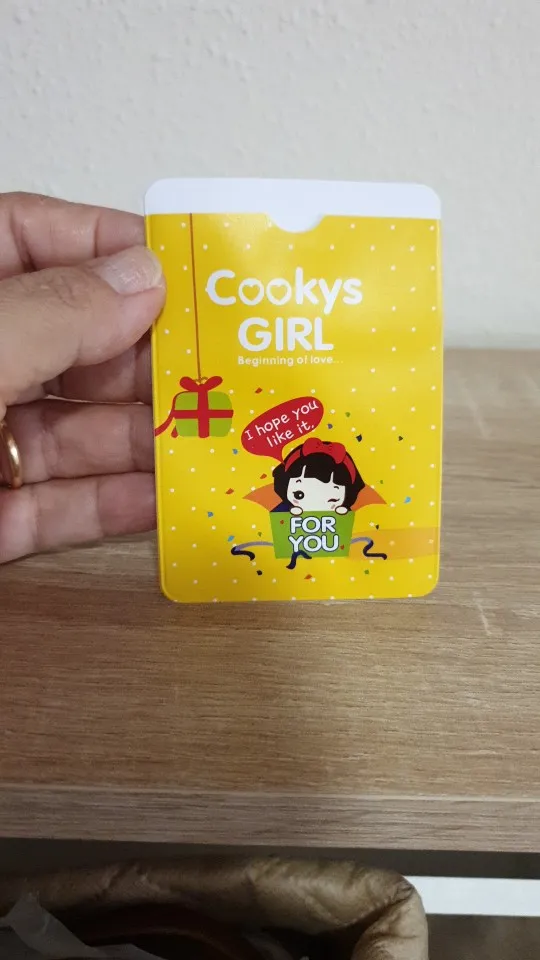 Cookys
GIRL
Beginning of love...
I hope you
like it.
FOR
YOU